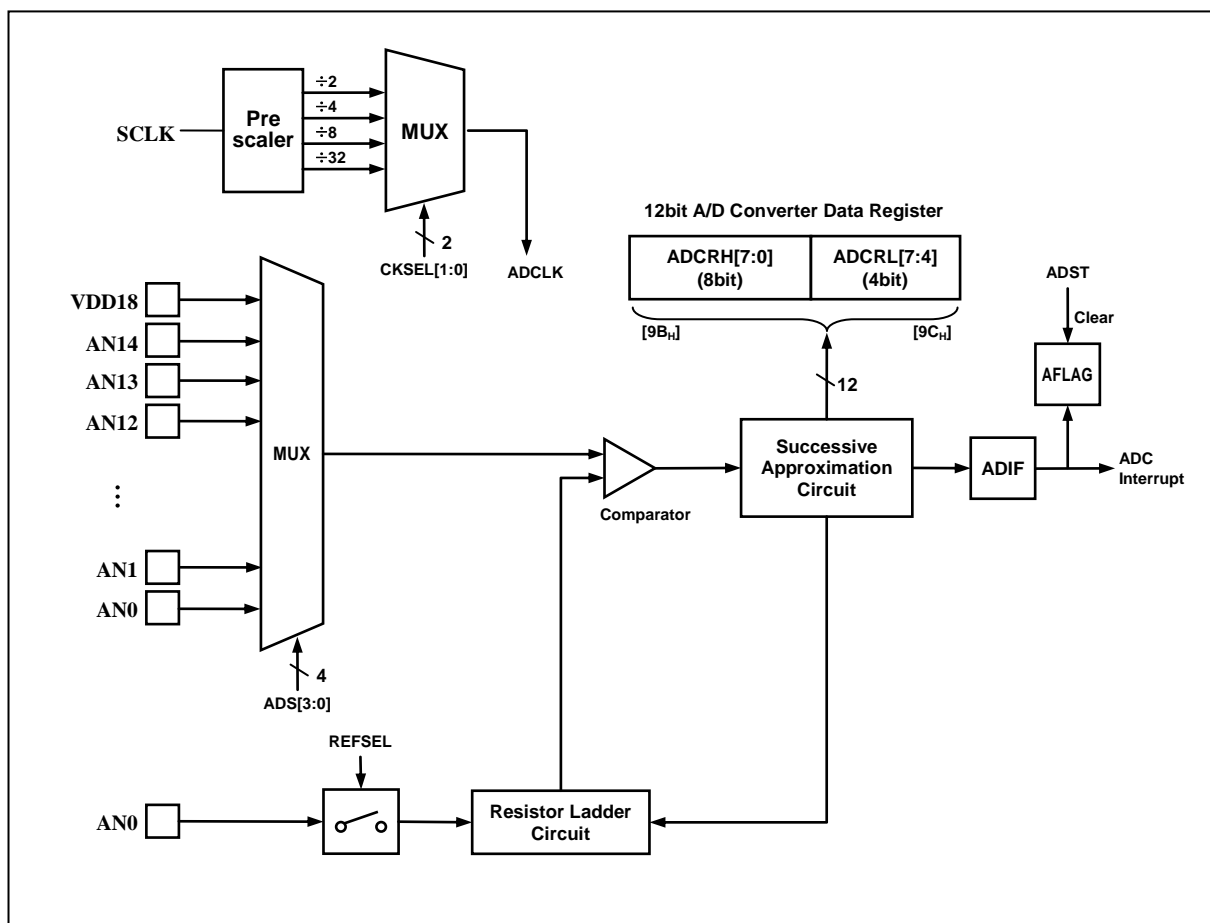 SCLK
Pre
scaler
÷2
÷4
÷8
÷32
MUX
2
CKSEL[1:0]
ADCLK
12bit A/D Converter Data Register
ADCRH[7:0]
(8bit)
ADCRL[7:4]
(4bit)
[9BH]
[9CH]
12
ADST
Clear
AFLAG
VDD18
AN14
AN13
AN12
...
AN1
AN0
MUX
4
ADS[3:0]
Comparator
Successive
Approximation
Circuit
ADIF
ADC
Interrupt
REFSEL
AN0
Resistor Ladder
Circuit